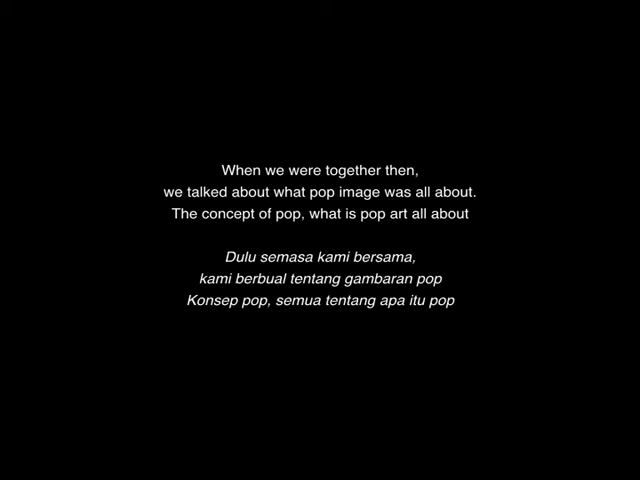 When we were together then,
we talked about what pop image was all about.
The concept of pop, what is pop art all about
Dulu semasa kami bersama,
kami berbual tentang gambaran pop
Konsep pop, semua tentang apa itu pop